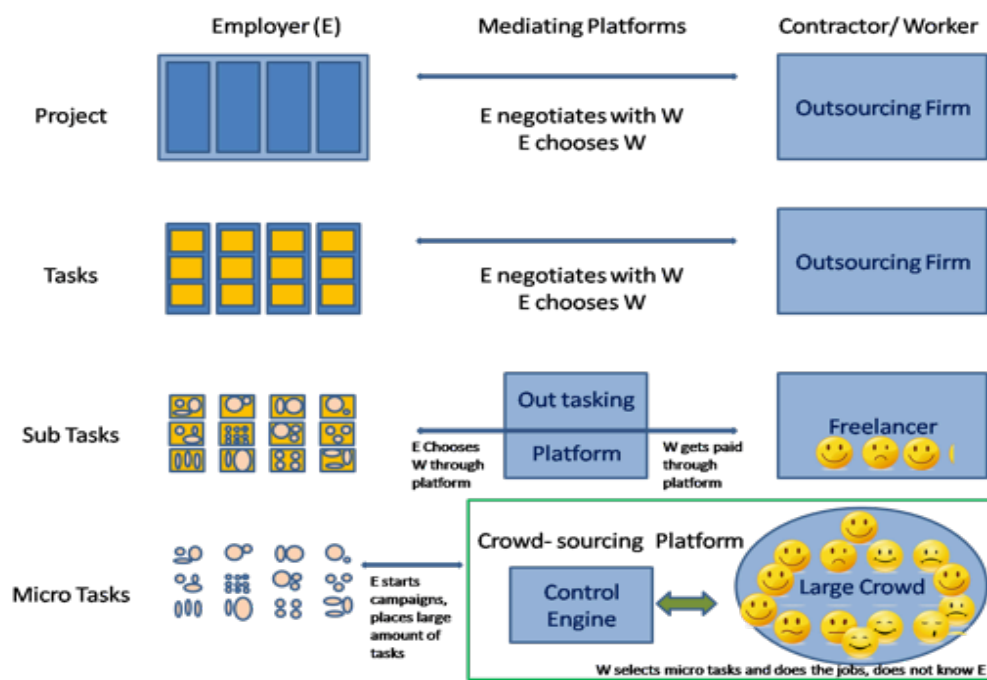 Employer (E)
Mediating Platforms
Contractor/ Worker
Project
E negotiates with W
E chooses W
Outsourcing Firm
Tasks
E negotiates with W
E chooses W
Outsourcing Firm
Sub Tasks
E Chooses
W through
platform
Out tasking
Platform
W gets paid
through
platform
Freelancer
Micro Tasks
E starts
campaigns,
places large
amount of
tasks
Crowd- sourcing Platform
Control
Engine
Large Crowd
W selects micro tasks and does the jobs, does not know E